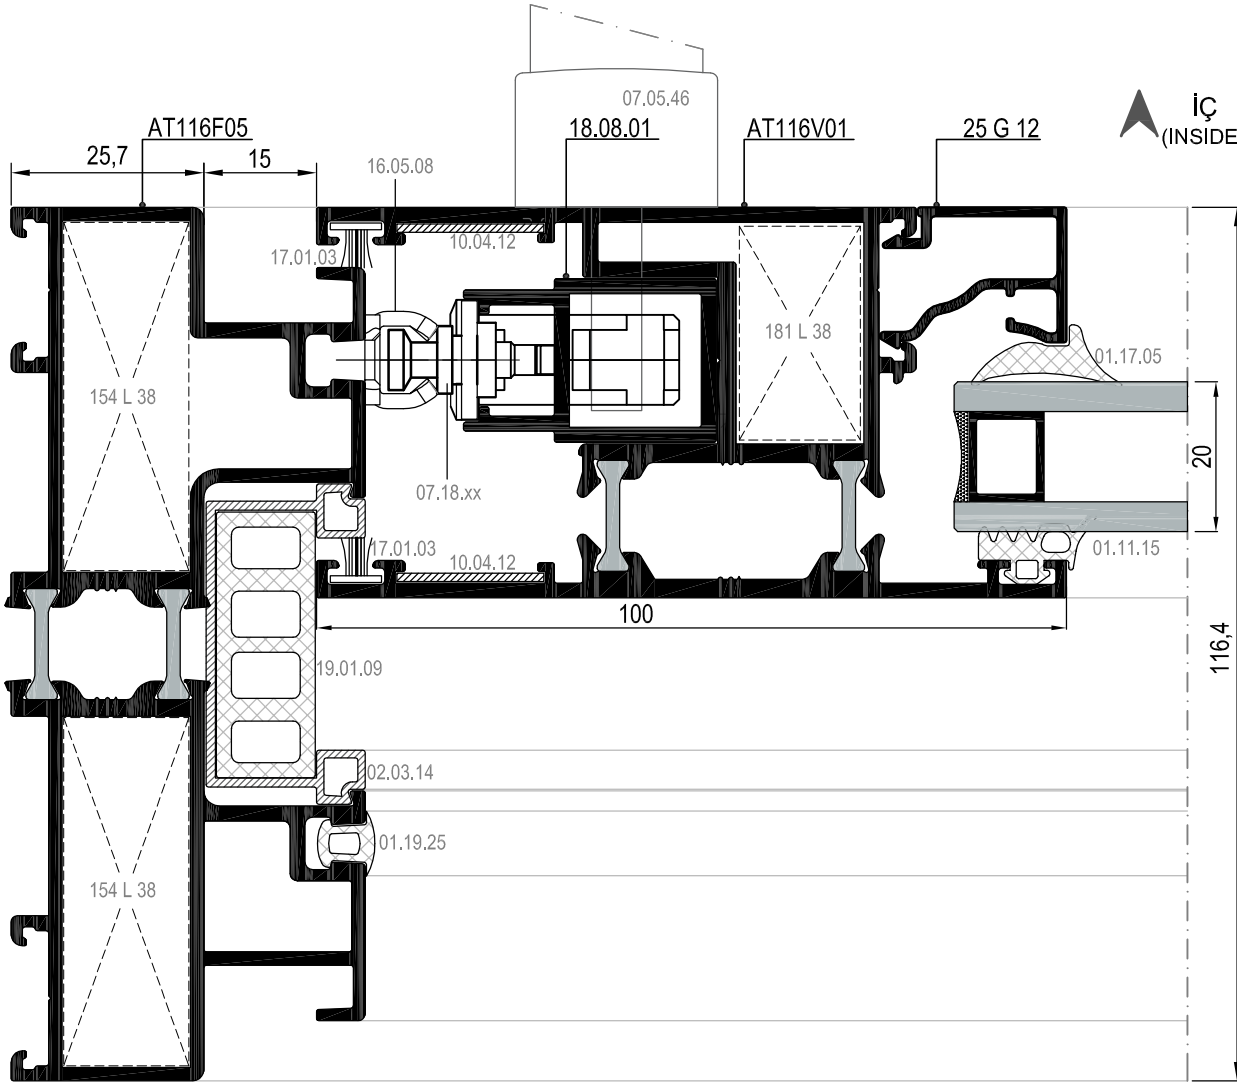 07.05.46
İÇ
(INSIDE
AT116F05
18.08.01
AT116V01
25 G 12
25,7
15
16.05.08
17.01.03
10.04.12
154 L 38
181 L 38
01.17.05
20
07.18.xx
17.01.03
10.04.12
01.11.15
100
116,4
19.01.09
02.03.14
01.19.25
154 L 38